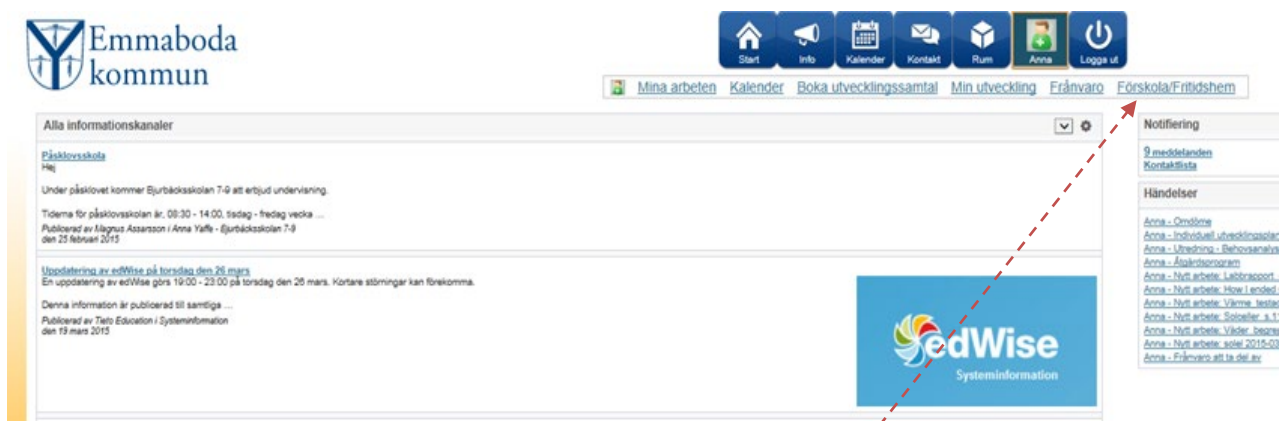 Emmaboda
kommun
Start
Info
Kalender
Kontakt
Rum
Anna
Logga ut
Mina arbeten Kalender Boka utvecklingssamtal Min utveckling Frånvaro Förskola/Fritidshem
Alla informationskanaler
Påsklovsskola
Hej
Under påsklovet kommer Bjurbäcksskolan 7-9 att erbjud undervisning.
Tiderna för påsklovsskolan är, 08:30 - 14:00, tisdag - fredag vecka ...
Publicerad av Magnus Assarsson i Anna Yaffe - Bjurbäcksskolan 7-9
den 25 februari 2015
Uppdatering av edWise på torsdag den 26 mars
En uppdatering av edWise görs 19:00 - 23:00 på torsdag den 26 mars. Kortare störningar kan förekomma.
Denna information är publicerad till samtliga ...
Publicerad av Tieto Education i Systeminformation
den 19 mars 2015
edWise
Systeminformation
Notifiering
9 meddelanden
Kontaktlista
Händelser
Anna - Omdöme
Anna - Individuell utvecklingsplan
Anna - Utredning - Behovsanalys
Anna - Åtgärdsprogram
Anna - Nytt arbete: Labbrapport,
Anna - Nytt arbete: How I ended
Anna - Nytt arbete: Värme
Anna - Nytt arbete: Solceller
Anna - Nytt arbete: Väder
Anna - Nytt arbete: solel 2015-03
Anna - Frånvaro att ta del av